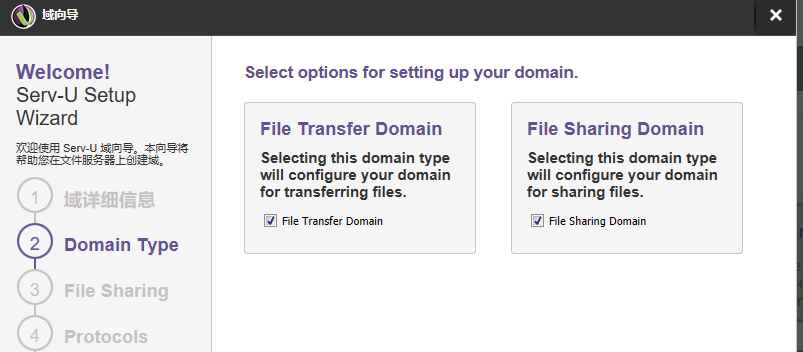 域向导
Welcome!
Serv-U Setup
Wizard
欢迎使用 Serv-U 域向导。本向导将
帮助您在文件服务器上创建域。
1 域详细信息
2 Domain Type
3 File Sharing
4 Protocols
Select options for setting up your domain.
File Transfer Domain
Selecting this domain type
will configure your domain
for transferring files.
File Transfer Domain
File Sharing Domain
Selecting this domain type
will configure your domain
for sharing files.
File Sharing Domain